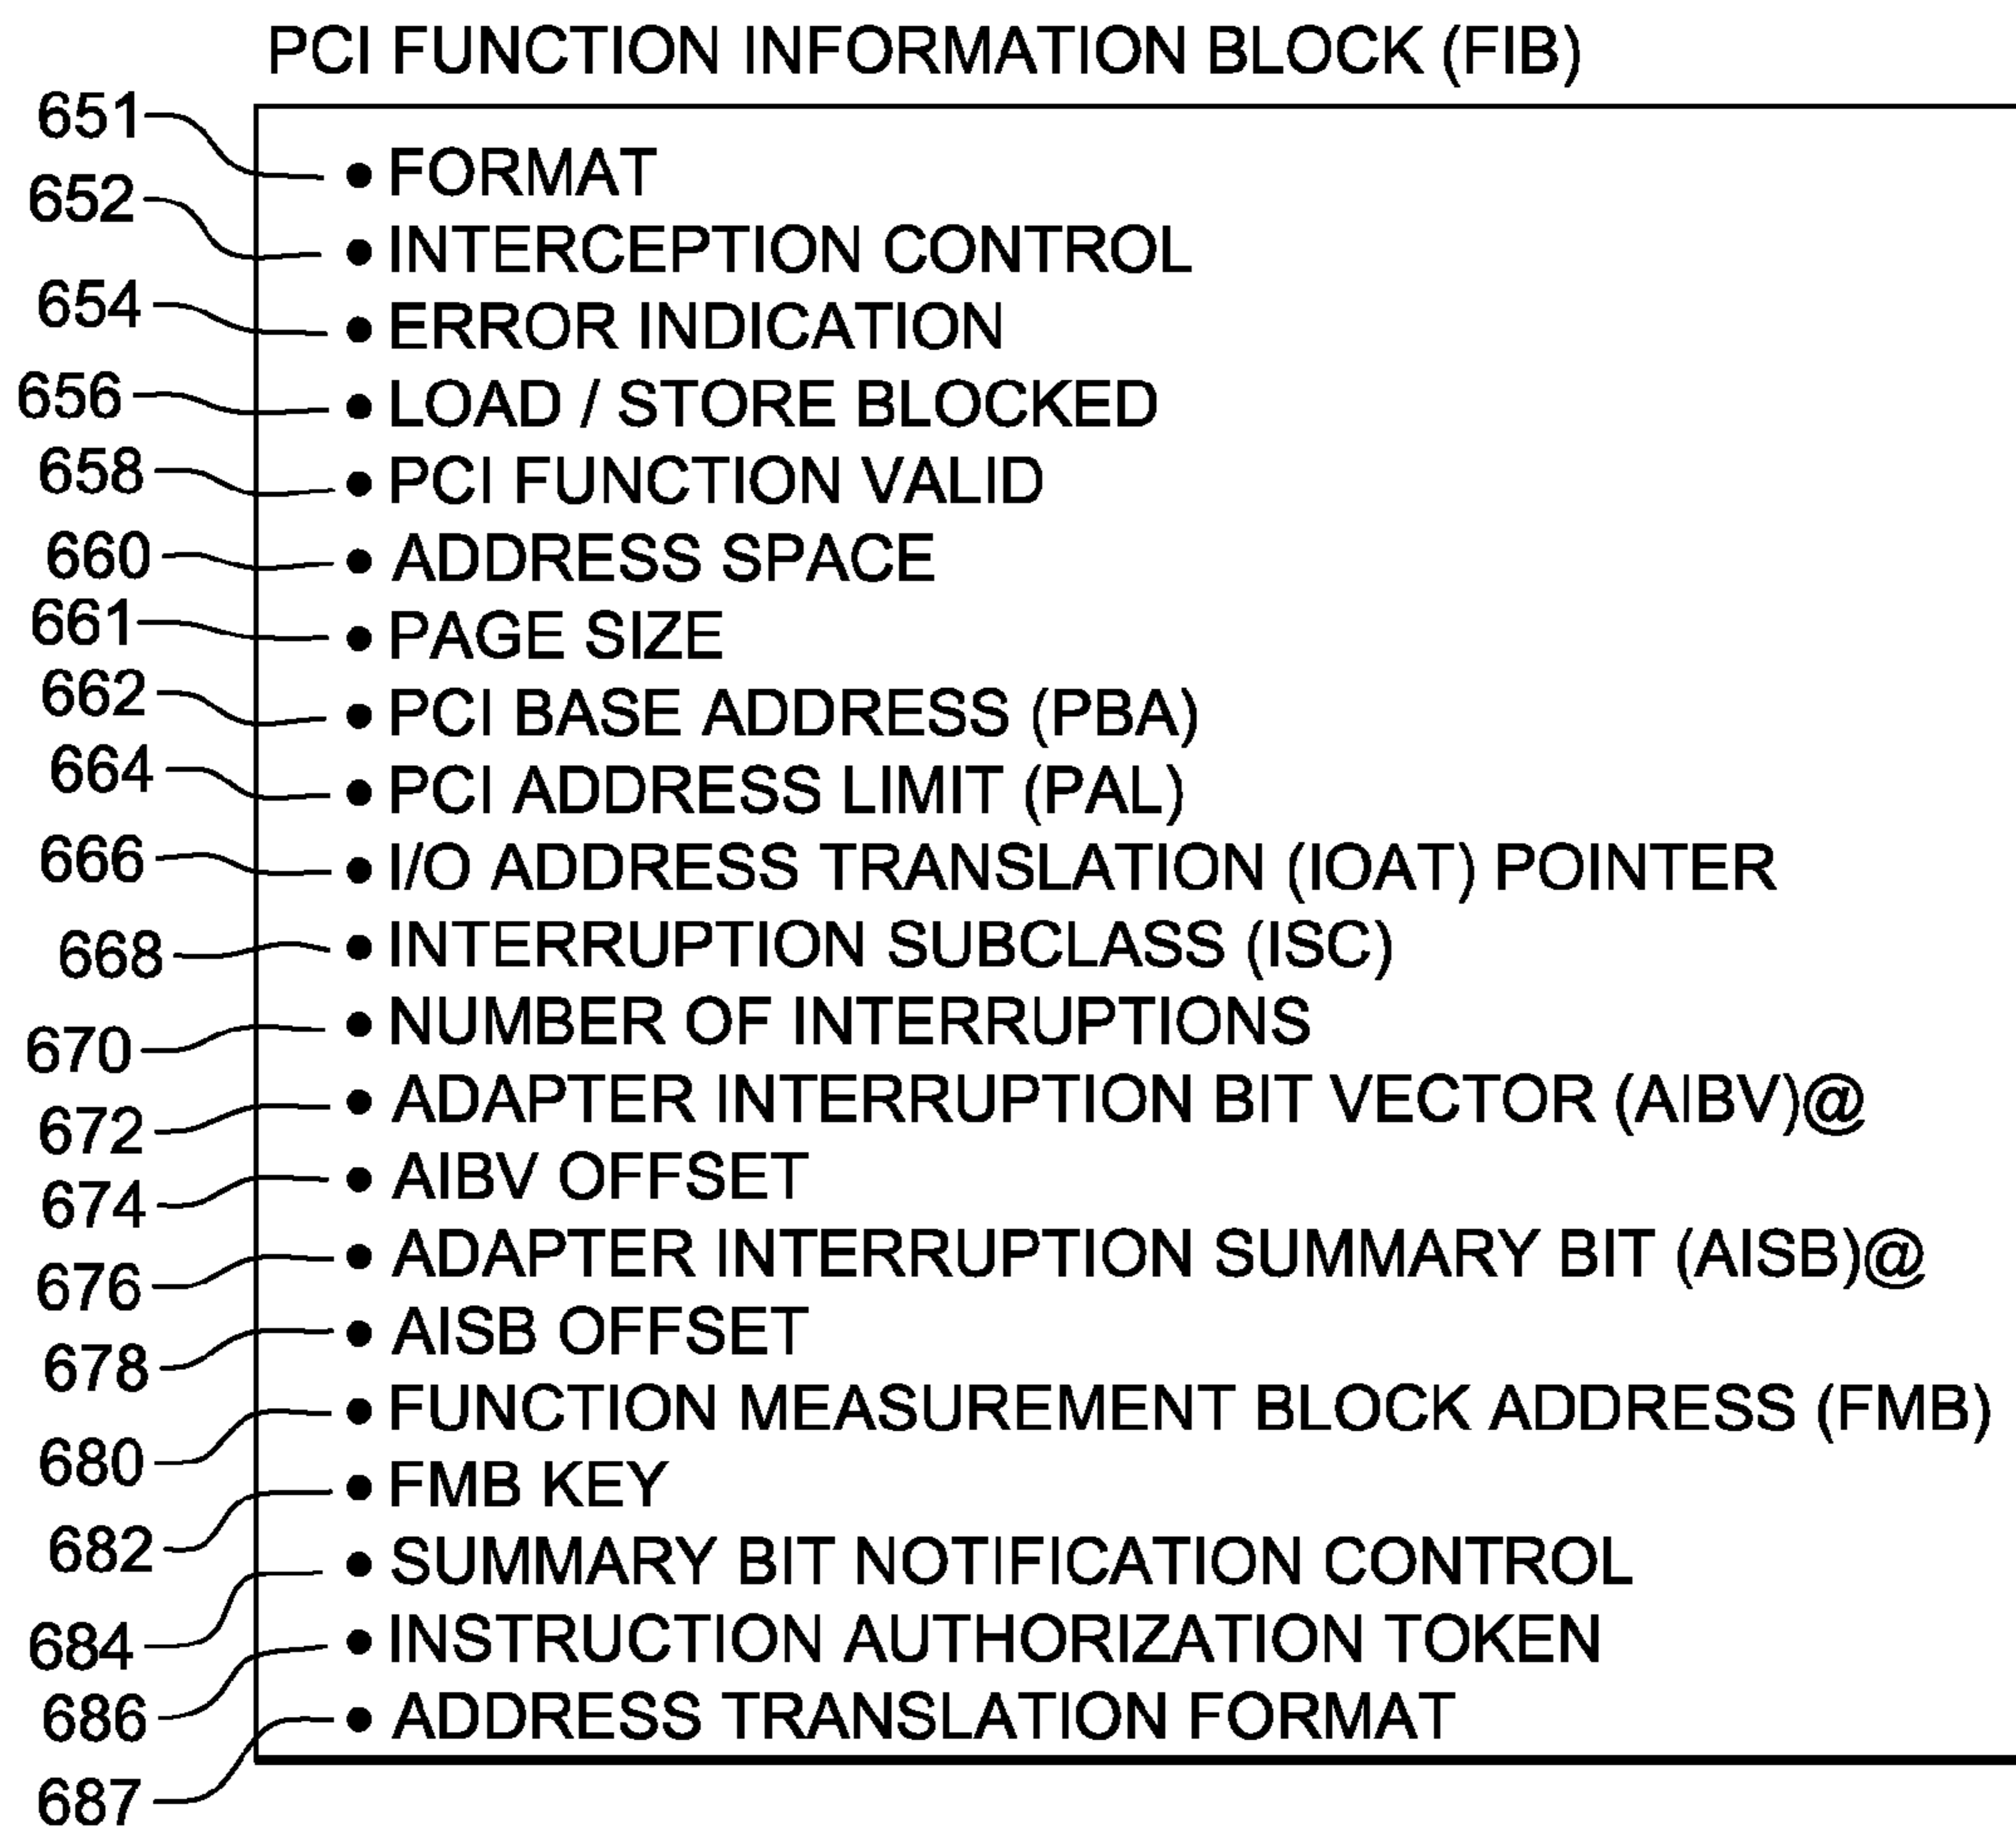 PCI FUNCTION INFORMATION BLOCK (FIB)
651 • FORMAT
652 • INTERCEPTION CONTROL
654 • ERROR INDICATION
656 • LOAD / STORE BLOCKED
658 • PCI FUNCTION VALID
660 • ADDRESS SPACE
661 • PAGE SIZE
662 • PCI BASE ADDRESS (PBA)
664 • PCI ADDRESS LIMIT (PAL)
666 • I/O ADDRESS TRANSLATION (IOAT) POINTER
668 • INTERRUPTION SUBCLASS (ISC)
670 • NUMBER OF INTERRUPTIONS
672 • ADAPTER INTERRUPTION BIT VECTOR (AIBV)@
674 • AIBV OFFSET
676 • ADAPTER INTERRUPTION SUMMARY BIT (AISB)@
678 • AISB OFFSET
680 • FUNCTION MEASUREMENT BLOCK ADDRESS (FMB)
682 • FMB KEY
684 • SUMMARY BIT NOTIFICATION CONTROL
686 • INSTRUCTION AUTHORIZATION TOKEN
687 • ADDRESS TRANSLATION FORMAT